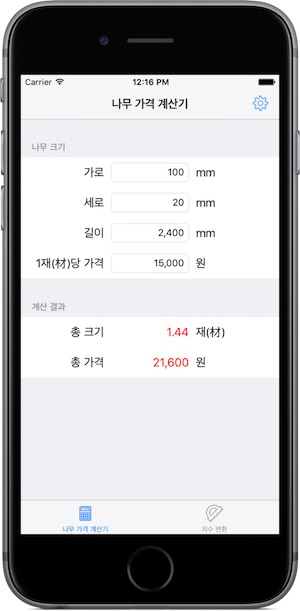 Carrier 12:16 PM
나무 가격 계산기
나무 크기
가로 100 mm
세로 20 mm
길이 2,400 mm
1재(材)당 가격 15,000 원
계산 결과
총 크기 1.44 재(材)
총 가격 21,600 원
나무 가격 계산기 치수 변환